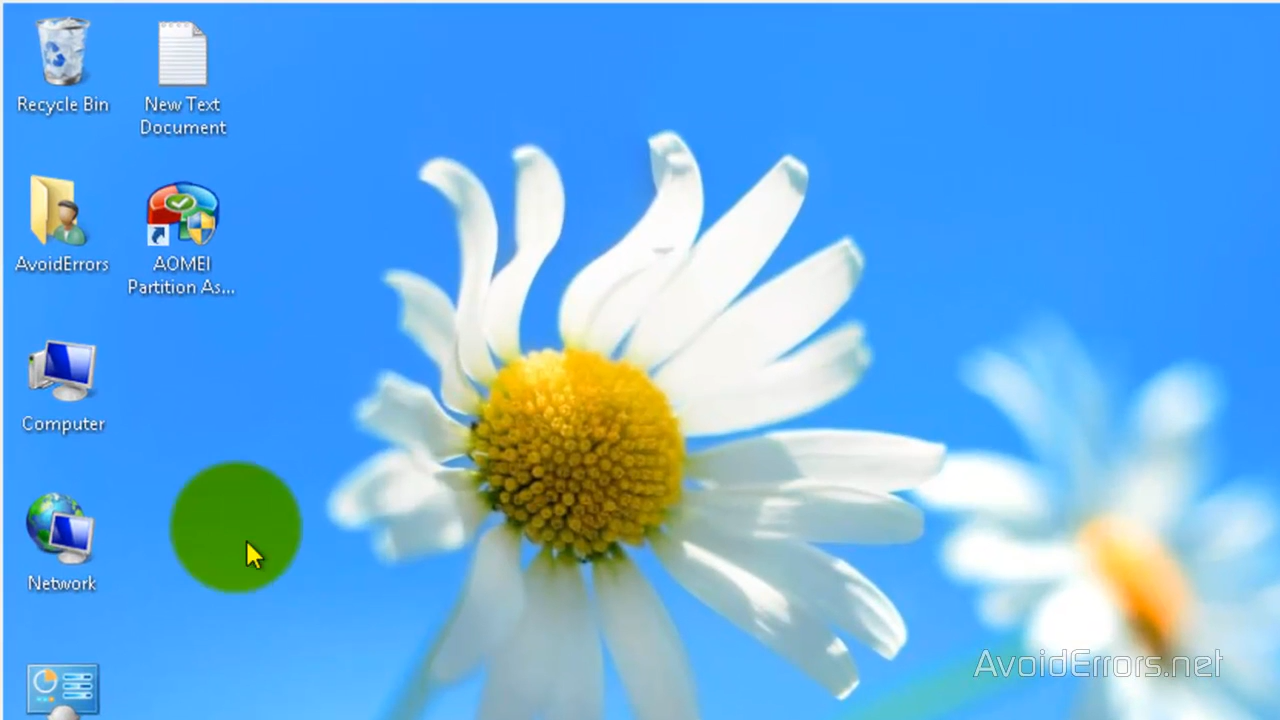 Recycle Bin
New Text
Document
AvoidErrors
AOMEI
Partition As...
Computer
Network
AvoidErrors.net